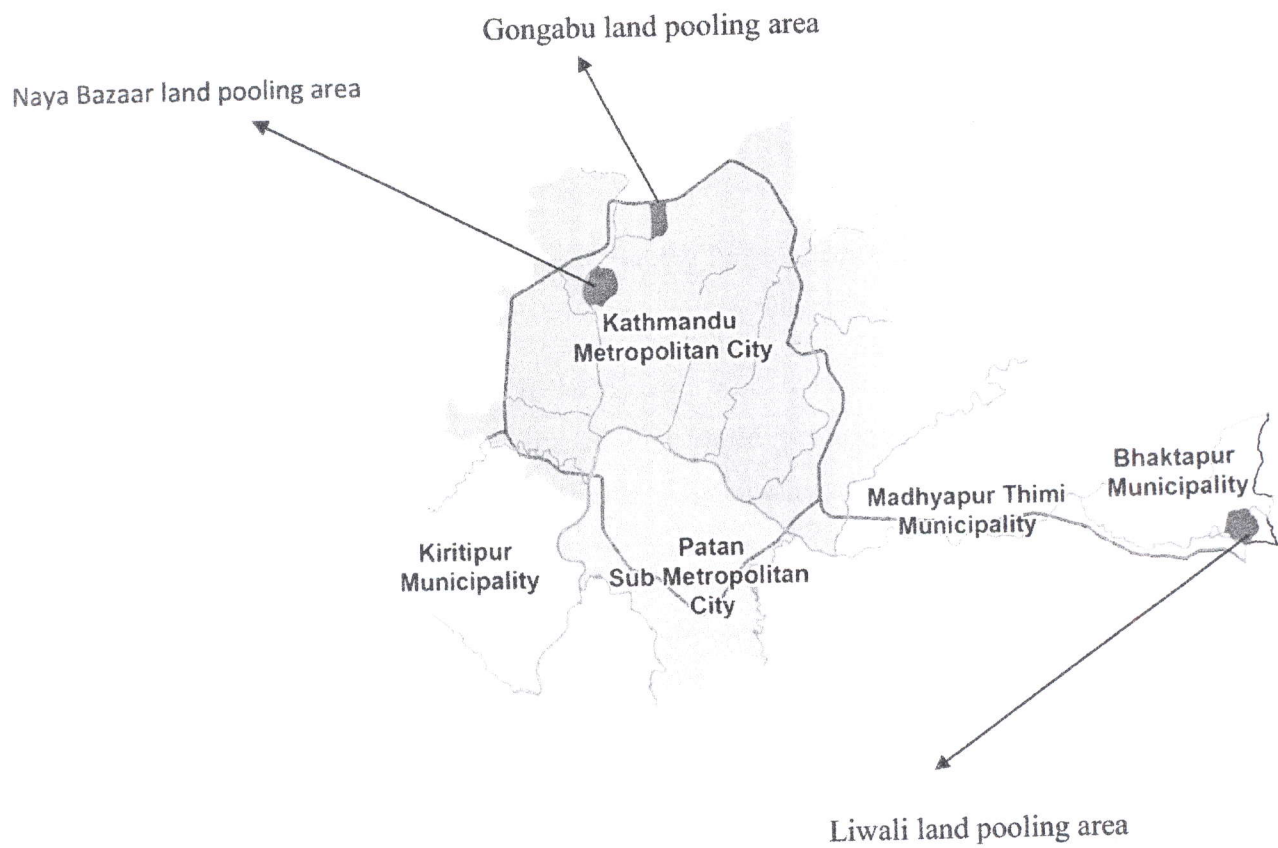 Gongabu land pooling area
Naya Bazaar land pooling area
Kathmandu
Metropolitan City
Bhaktapur
Municipality
Madhyapur Thimi
Municipality
Kiritipur
Municipality
Patan
Sub Metropolitan
City
Liwali land pooling area